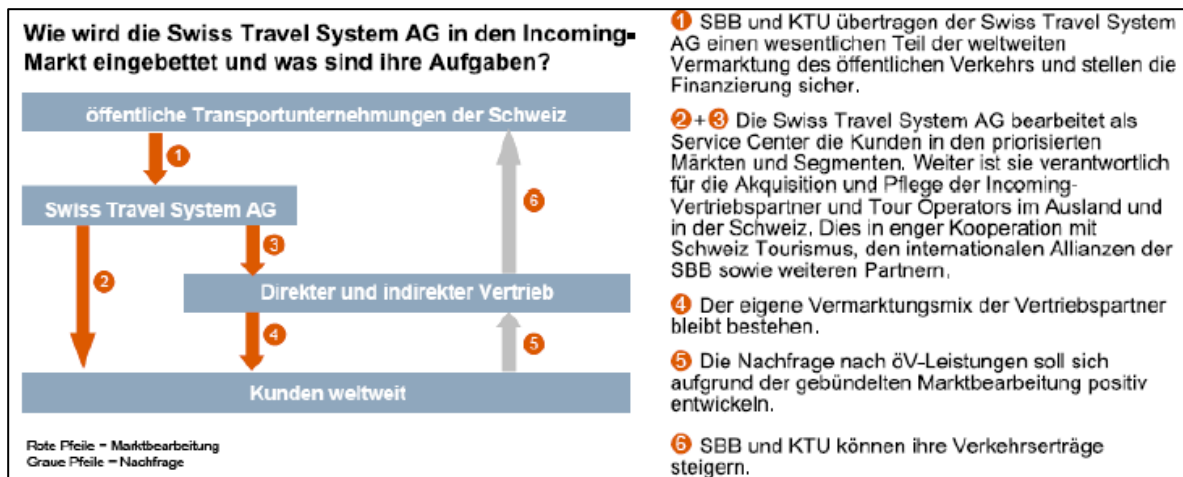 Wie wird die Swiss Travel System AG in den Incoming-
Markt eingebettet und was sind ihre Aufgaben?
öffentliche Transportunternehmungen der Schweiz
1
Swiss Travel System AG
6
3
2
Direkter und indirekter Vertrieb
4
5
Kunden weltweit
Rote Pfeile = Marktbearbeitung
Graue Pfeile = Nachfrage
1 SBB und KTU übertragen der Swiss Travel System
AG einen wesentlichen Teil der weltweiten
Vermarktung des öffentlichen Verkehrs und stellen die
Finanzierung sicher.
2+3 Die Swiss Travel System AG bearbeitet als
Service Center die Kunden in den priorisierten
Märkten und Segmenten. Weiter ist sie verantwortlich
für die Akquisition und Pflege der Incoming-
Vertriebspartner und Tour Operators im Ausland und
in der Schweiz. Dies in enger Kooperation mit
Schweiz Tourismus, den internationalen Allianzen der
SBB sowie weiteren Partnern.
4 Der eigene Vermarktungsmix der Vertriebspartner
bleibt bestehen.
5 Die Nachfrage nach öV-Leistungen soll sich
aufgrund der gebündelten Marktbearbeitung positiv
entwickeln.
6 SBB und KTU können ihre Verkehrserträge
steigern.